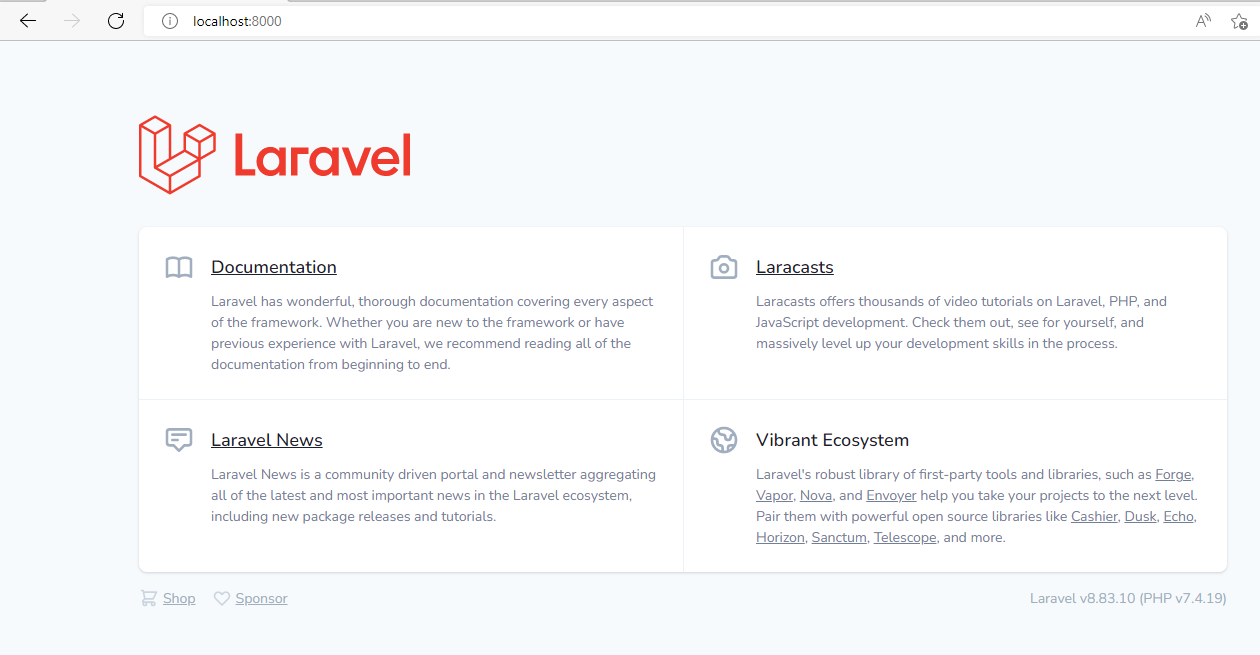 localhost:8000
Laravel
Documentation
Laravel has wonderful, thorough documentation covering every aspect
of the framework. Whether you are new to the framework or have
previous experience with Laravel, we recommend reading all of the
documentation from beginning to end.
Laracasts
Laracasts offers thousands of video tutorials on Laravel, PHP, and
JavaScript development. Check them out, see for yourself, and
massively level up your development skills in the process.
Laravel News
Laravel News is a community driven portal and newsletter aggregating
all of the latest and most important news in the Laravel ecosystem,
including new package releases and tutorials.
Vibrant Ecosystem
Laravel's robust library of first-party tools and libraries, such as Forge,
Vapor, Nova, and Envoyer help you take your projects to the next level.
Pair them with powerful open source libraries like Cashier, Dusk, Echo,
Horizon, Sanctum, Telescope, and more.
Shop
Sponsor
Laravel v8.83.10 (PHP v7.4.19)